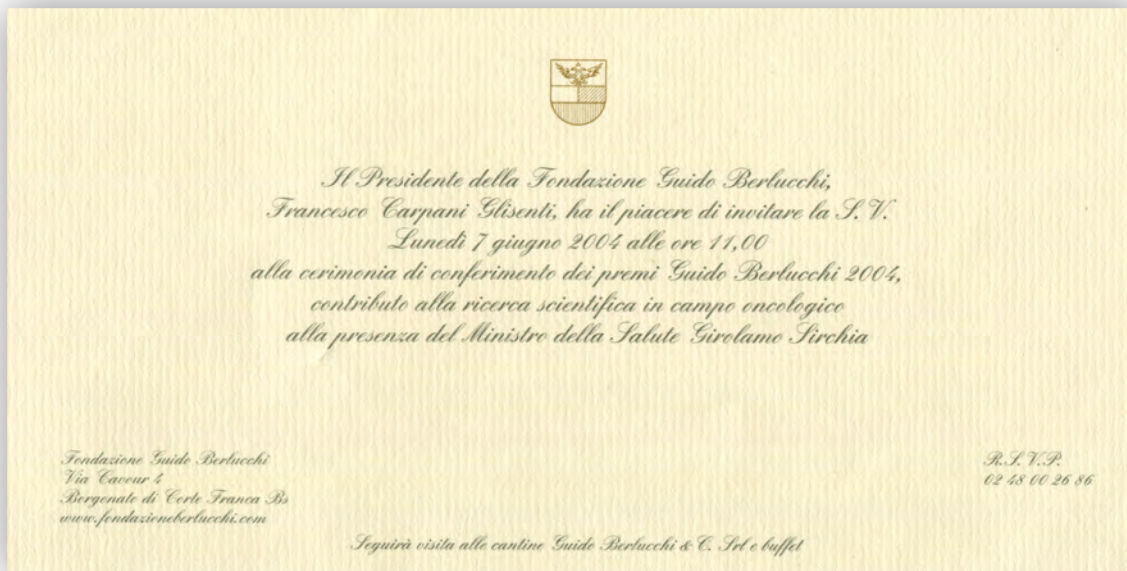 Il Presidente della Fondazione Guido Berlucchi,
Francesco Carpani Glisenti, ha il piacere di invitare la S. V.
Lunedì 7 giugno 2004 alle ore 11,00
alla cerimonia di conferimento dei premi Guido Berlucchi 2004,
contributo alla ricerca scientifica in campo oncologico
alla presenza del Ministro della Salute Girolamo Sirchia
Fondazione Guido Berlucchi
Via Cavour 4
Borgonato di Corte Franca Bs
www.fondazioneberlucchi.com
R.S.V.P.
02 48 00 26 86
Seguirà visita alle cantine Guido Berlucchi & C. Srl e buffet